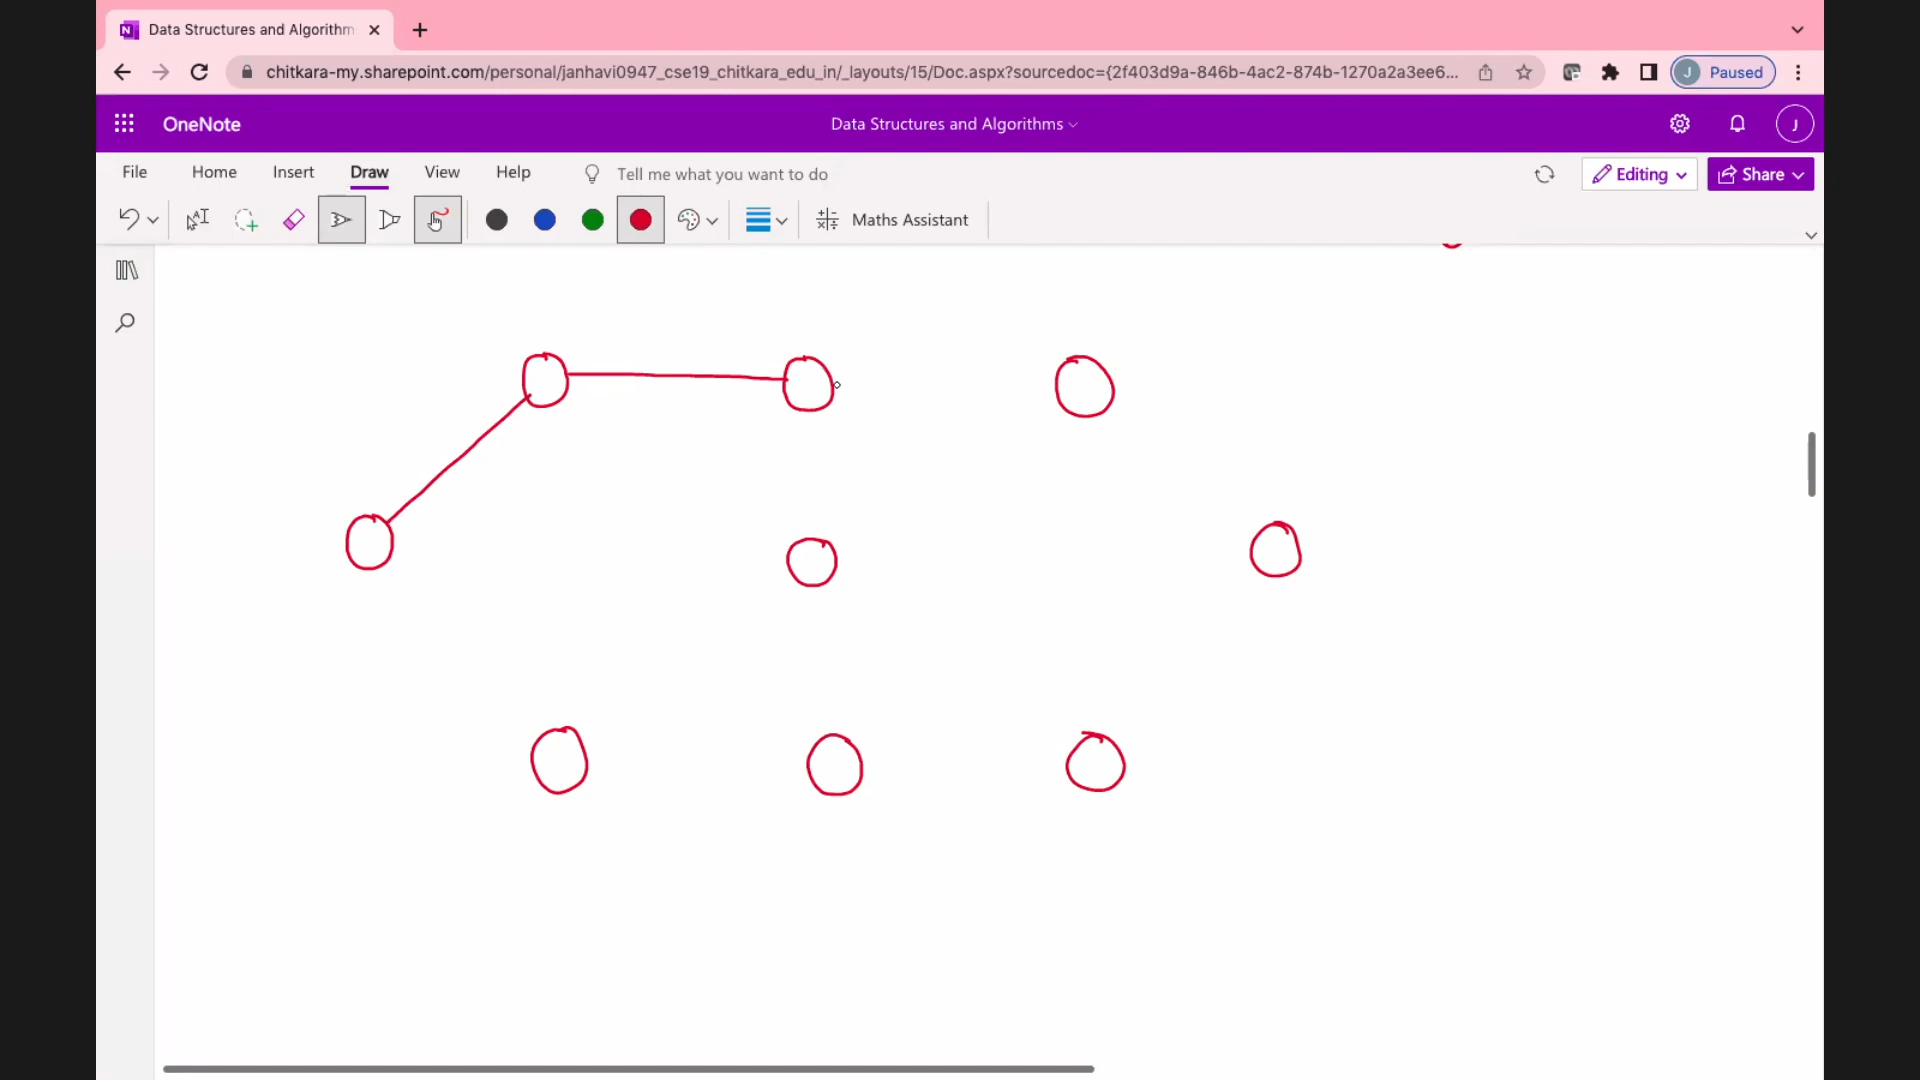 Data Structures and Algorithm
chitkara-my.sharepoint.com/personal/janhavi0947_cse19_chitkara_edu_in/_layouts/15/Doc.aspx?sourcedoc={2f403d9a-846b-4ac2-874b-1270a2a3ee6...
J Paused
OneNote
Data Structures and Algorithms
J
File Home Insert Draw View Help Tell me what you want to do
Editing Share
Maths Assistant